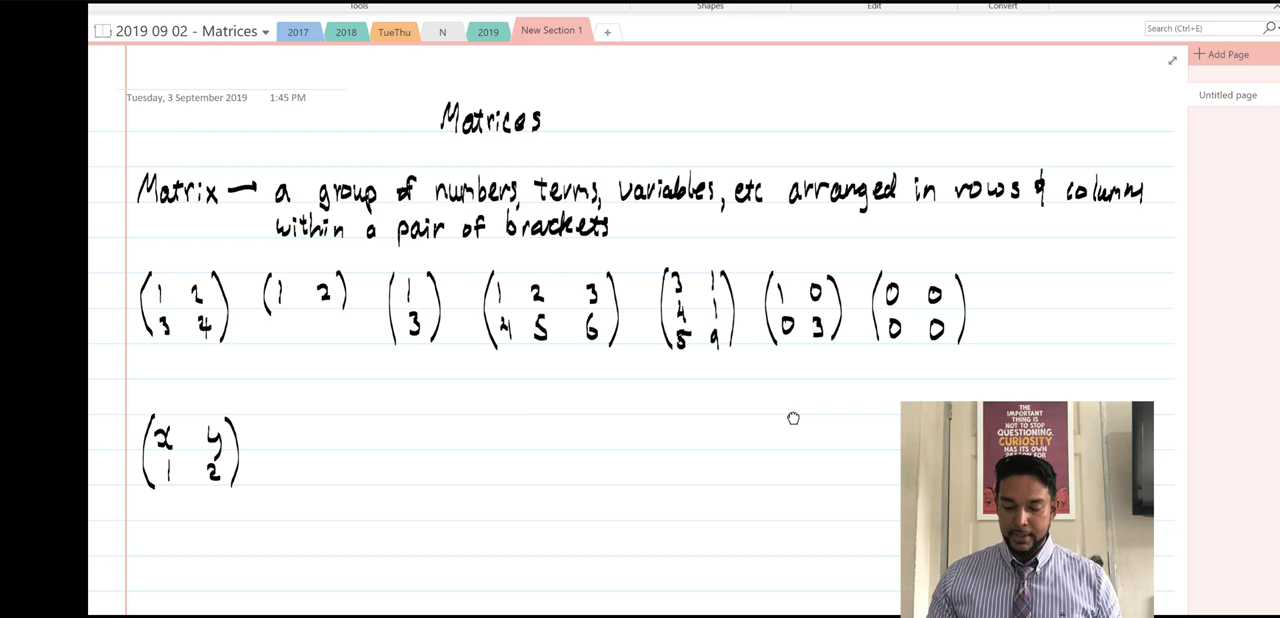 Tools Shapes Edit Convert
2019 09 02 - Matrices 2017 2018 TueThu N 2019 New Section 1 + Search (Ctrl+E)
Add Page
Untitled page
Tuesday, 3 September 2019 1:45 PM
Matrices
Matrix — a group of numbers, terms, variables, etc arranged in rows & columns
within a pair of brackets
(1 2) (1 2) (1) (1 2 3) (3 1) (1 0) (0 0)
(3 4) (3) (4 5 6) (4 1) (0 3) (0 0)
(5 9)
(x y)
(1 2)
THE
IMPORTANT
THING IS
NOT TO STOP
QUESTIONING.
CURIOSITY
HAS ITS OWN